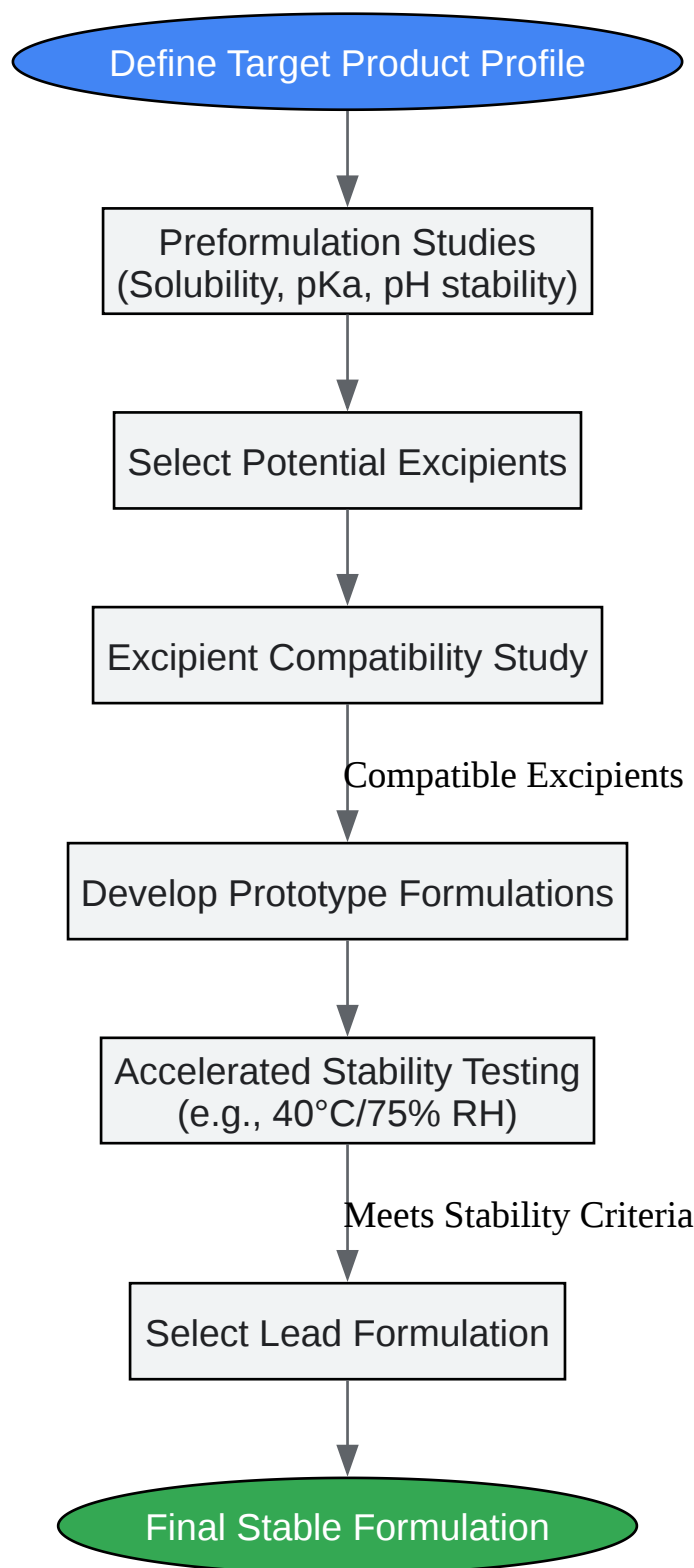 Define Target Product Profile
Preformulation Studies
(Solubility, pKa, pH stability)
Select Potential Excipients
Excipient Compatibility Study
Compatible Excipients
Develop Prototype Formulations
Accelerated Stability Testing
(e.g., 40°C/75% RH)
Meets Stability Criteria
Select Lead Formulation
Final Stable Formulation